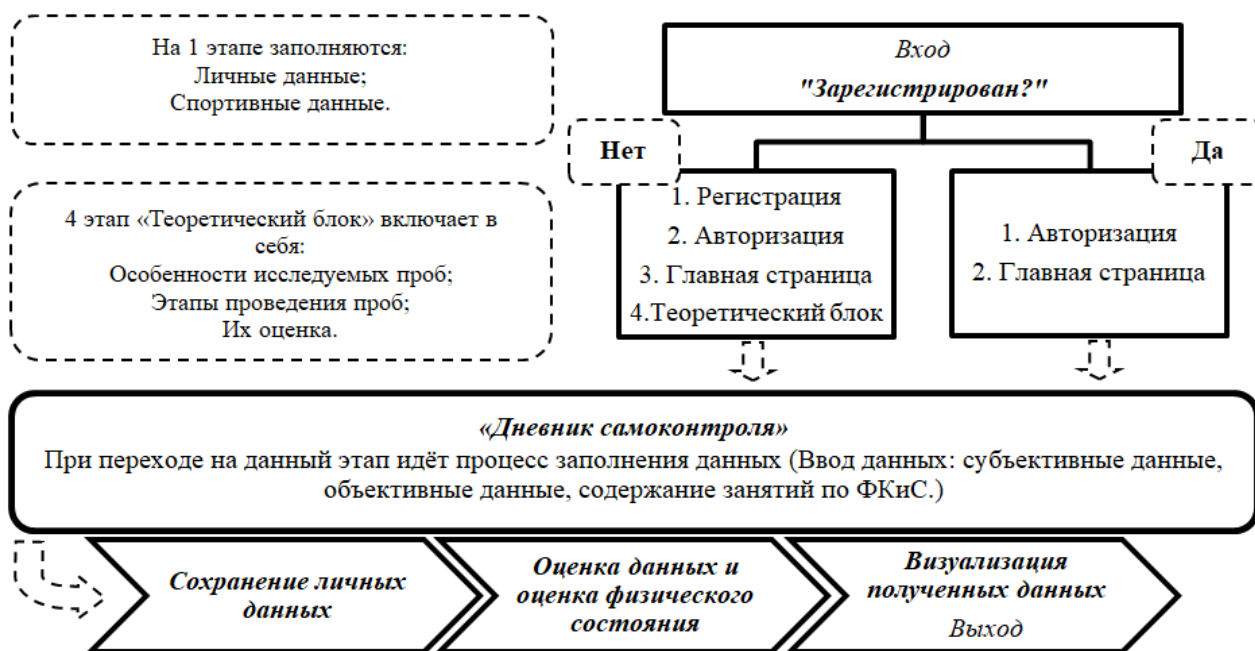 На 1 этапе заполняются:
Личные данные;
Спортивные данные.
Вход
"Зарегистрирован?"
Нет
Да
1. Регистрация
2. Авторизация
3. Главная страница
4.Теоретический блок
1. Авторизация
2. Главная страница
4 этап «Теоретический блок» включает в
себя:
Особенности исследуемых проб;
Этапы проведения проб;
Их оценка.
«Дневник самоконтроля»
При переходе на данный этап идёт процесс заполнения данных (Ввод данных: субъективные данные,
объективные данные, содержание занятий по ФКиС.)
Сохранение личных
данных
Оценка данных и
оценка физического
состояния
Визуализация
полученных данных
Выход